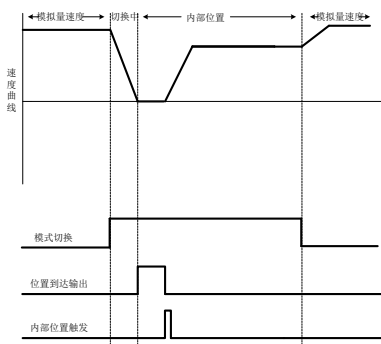 模拟量速度
切换中
内部位置
模拟量速度
速度曲线
模式切换
位置到达输出
内部位置触发